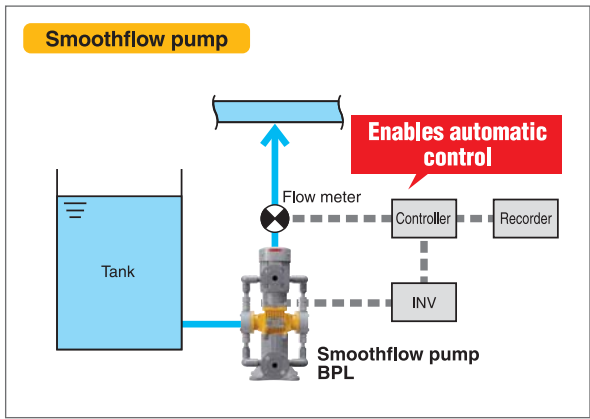 Smoothflow pump
Enables automatic
control
Flow meter
Controller
Recorder
Tank
INV
Smoothflow pump
BPL